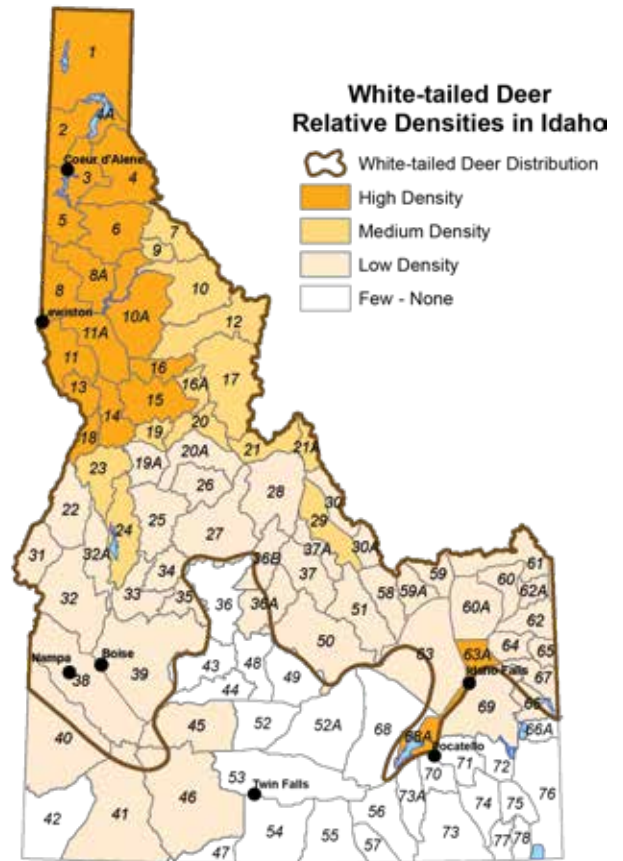 White-tailed Deer
Relative Densities in Idaho
White-tailed Deer Distribution
High Density
Medium Density
Low Density
Few - None
1
2
4A
Coeur d'Alene
3
4
5
6
7
9
8A
8
10A
10
ewiston
12
11A
11
16
17
16A
13
15
14
18
19
20
21
21A
23
19A
20A
26
28
22
24
25
29
30
27
31
32A
37A
30A
36B
34
37
59
61
58
59A
60
33
35
36
36A
51
60A
62A
32
62
50
43
48
63
63A
64
65
Nampa
Boise
39
49
Idaho Falls
67
38
44
69
66
40
45
52
52A
68
68A
66A
ocatello
53
70
71
72
42
41
46
Twin Falls
56
73A
74
75
76
54
55
57
73
77
78
47